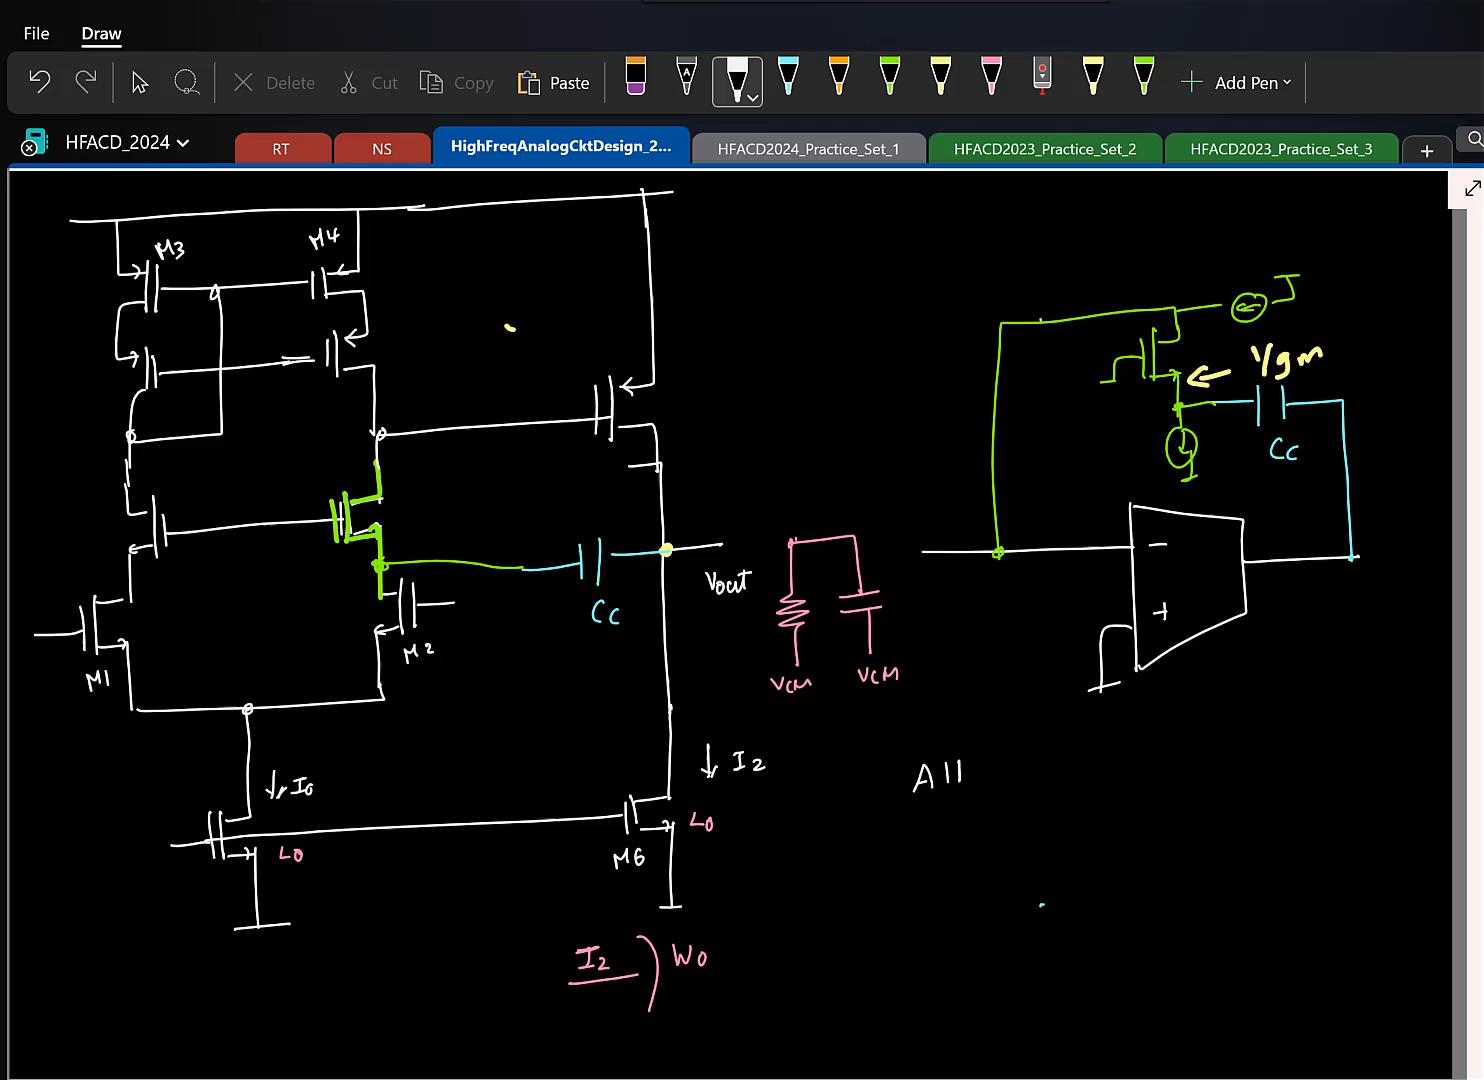 File Draw
Delete Cut Copy Paste Add Pen
HFACD_2024 RT NS HighFreqAnalogCktDesign_2... HFACD2024_Practice_Set_1 HFACD2023_Practice_Set_2 HFACD2023_Practice_Set_3 +
M3 M4
J
1/gm
Cc
I
Vout
Cc
M1 M2
VCM VCM
−
+
I0
I2
All
L0 L0
M6
I2 ) W0